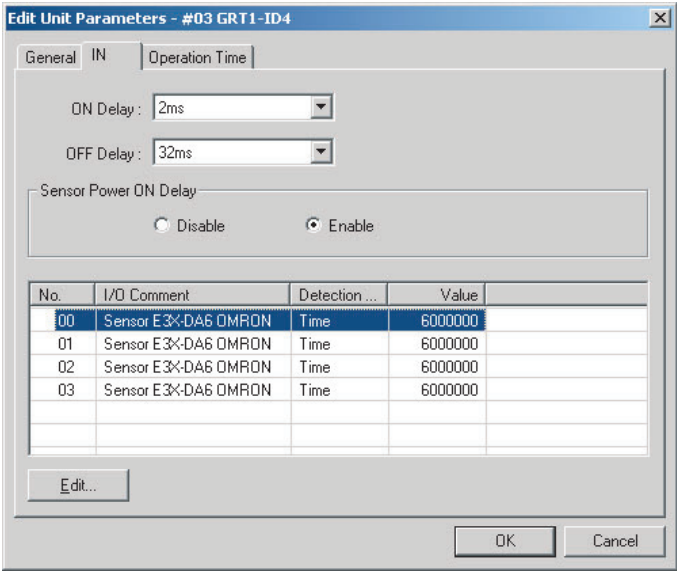 Edit Unit Parameters - #03 GRT1-ID4
General IN Operation Time
ON Delay : 2ms
OFF Delay : 32ms
Sensor Power ON Delay
Disable Enable
No. I/O Comment Detection ... Value
00 Sensor E3X-DA6 OMRON Time 6000000
01 Sensor E3X-DA6 OMRON Time 6000000
02 Sensor E3X-DA6 OMRON Time 6000000
03 Sensor E3X-DA6 OMRON Time 6000000
Edit...
OK Cancel